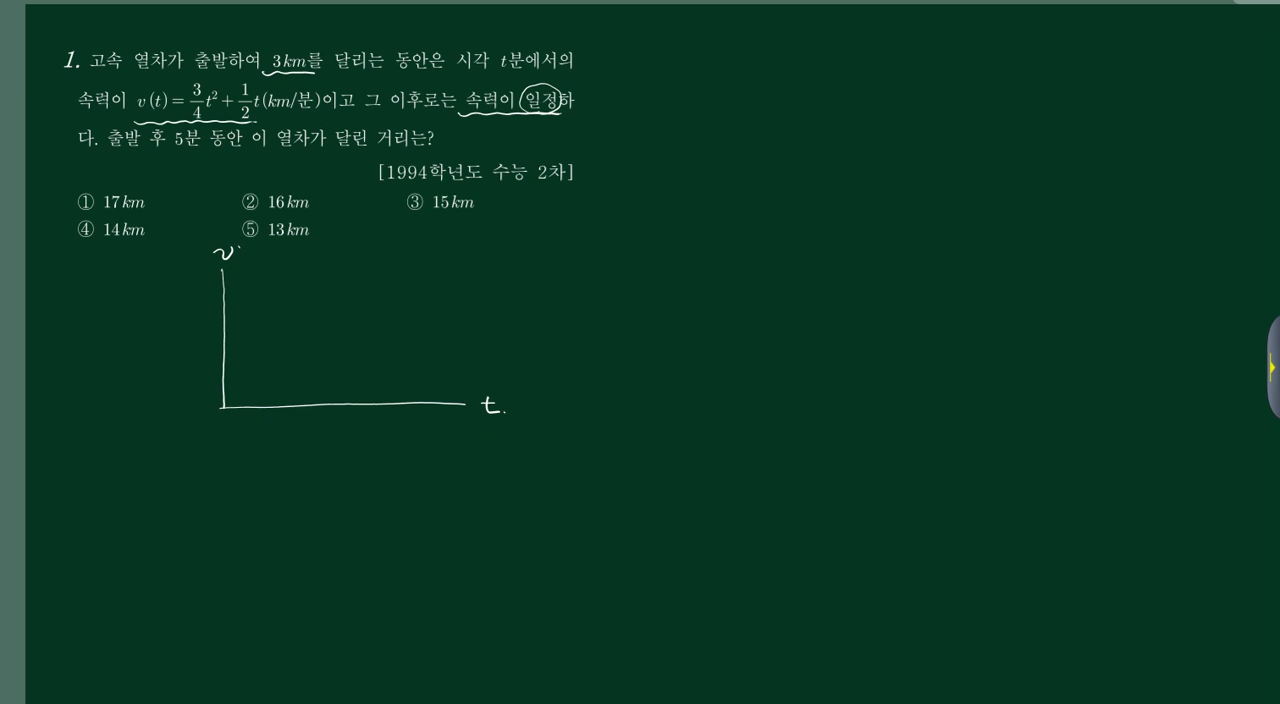 1. 고속 열차가 출발하여 3km를 달리는 동안은 시각 t분에서의
속력이 v(t)=\frac{3}{4}t²+\frac{1}{2}t(km/분)이고 그 이후로는 속력이 일정하
다. 출발 후 5분 동안 이 열차가 달린 거리는?
[1994학년도 수능 2차]
① 17km ② 16km ③ 15km
④ 14km ⑤ 13km
v
t.